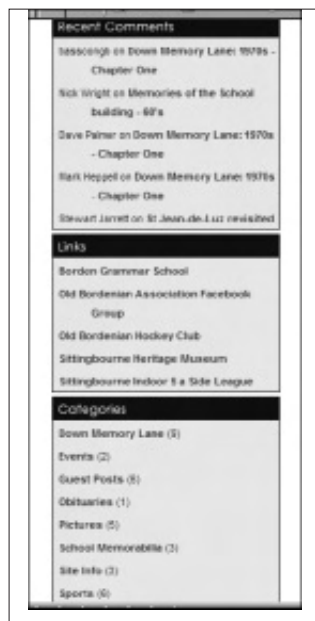 Recent Comments
basscongb on Down Memory Lane: 1970s -
Chapter One
Nick Wright on Memories of the School
building - 60's
Dave Palmer on Down Memory Lane: 1970s
- Chapter One
Mark Heppell on Down Memory Lane: 1970s
- Chapter One
Stewart Jarrett on St Jean-de-Luz revisited
Links
Borden Grammar School
Old Bordenian Association Facebook
Group
Old Bordenian Hockey Club
Sittingbourne Heritage Museum
Sittingbourne Indoor 5 a Side League
Categories
Down Memory Lane (5)
Events (2)
Guest Posts (6)
Obituaries (1)
Pictures (5)
School Memorabilia (3)
Site Info (3)
Sports (6)